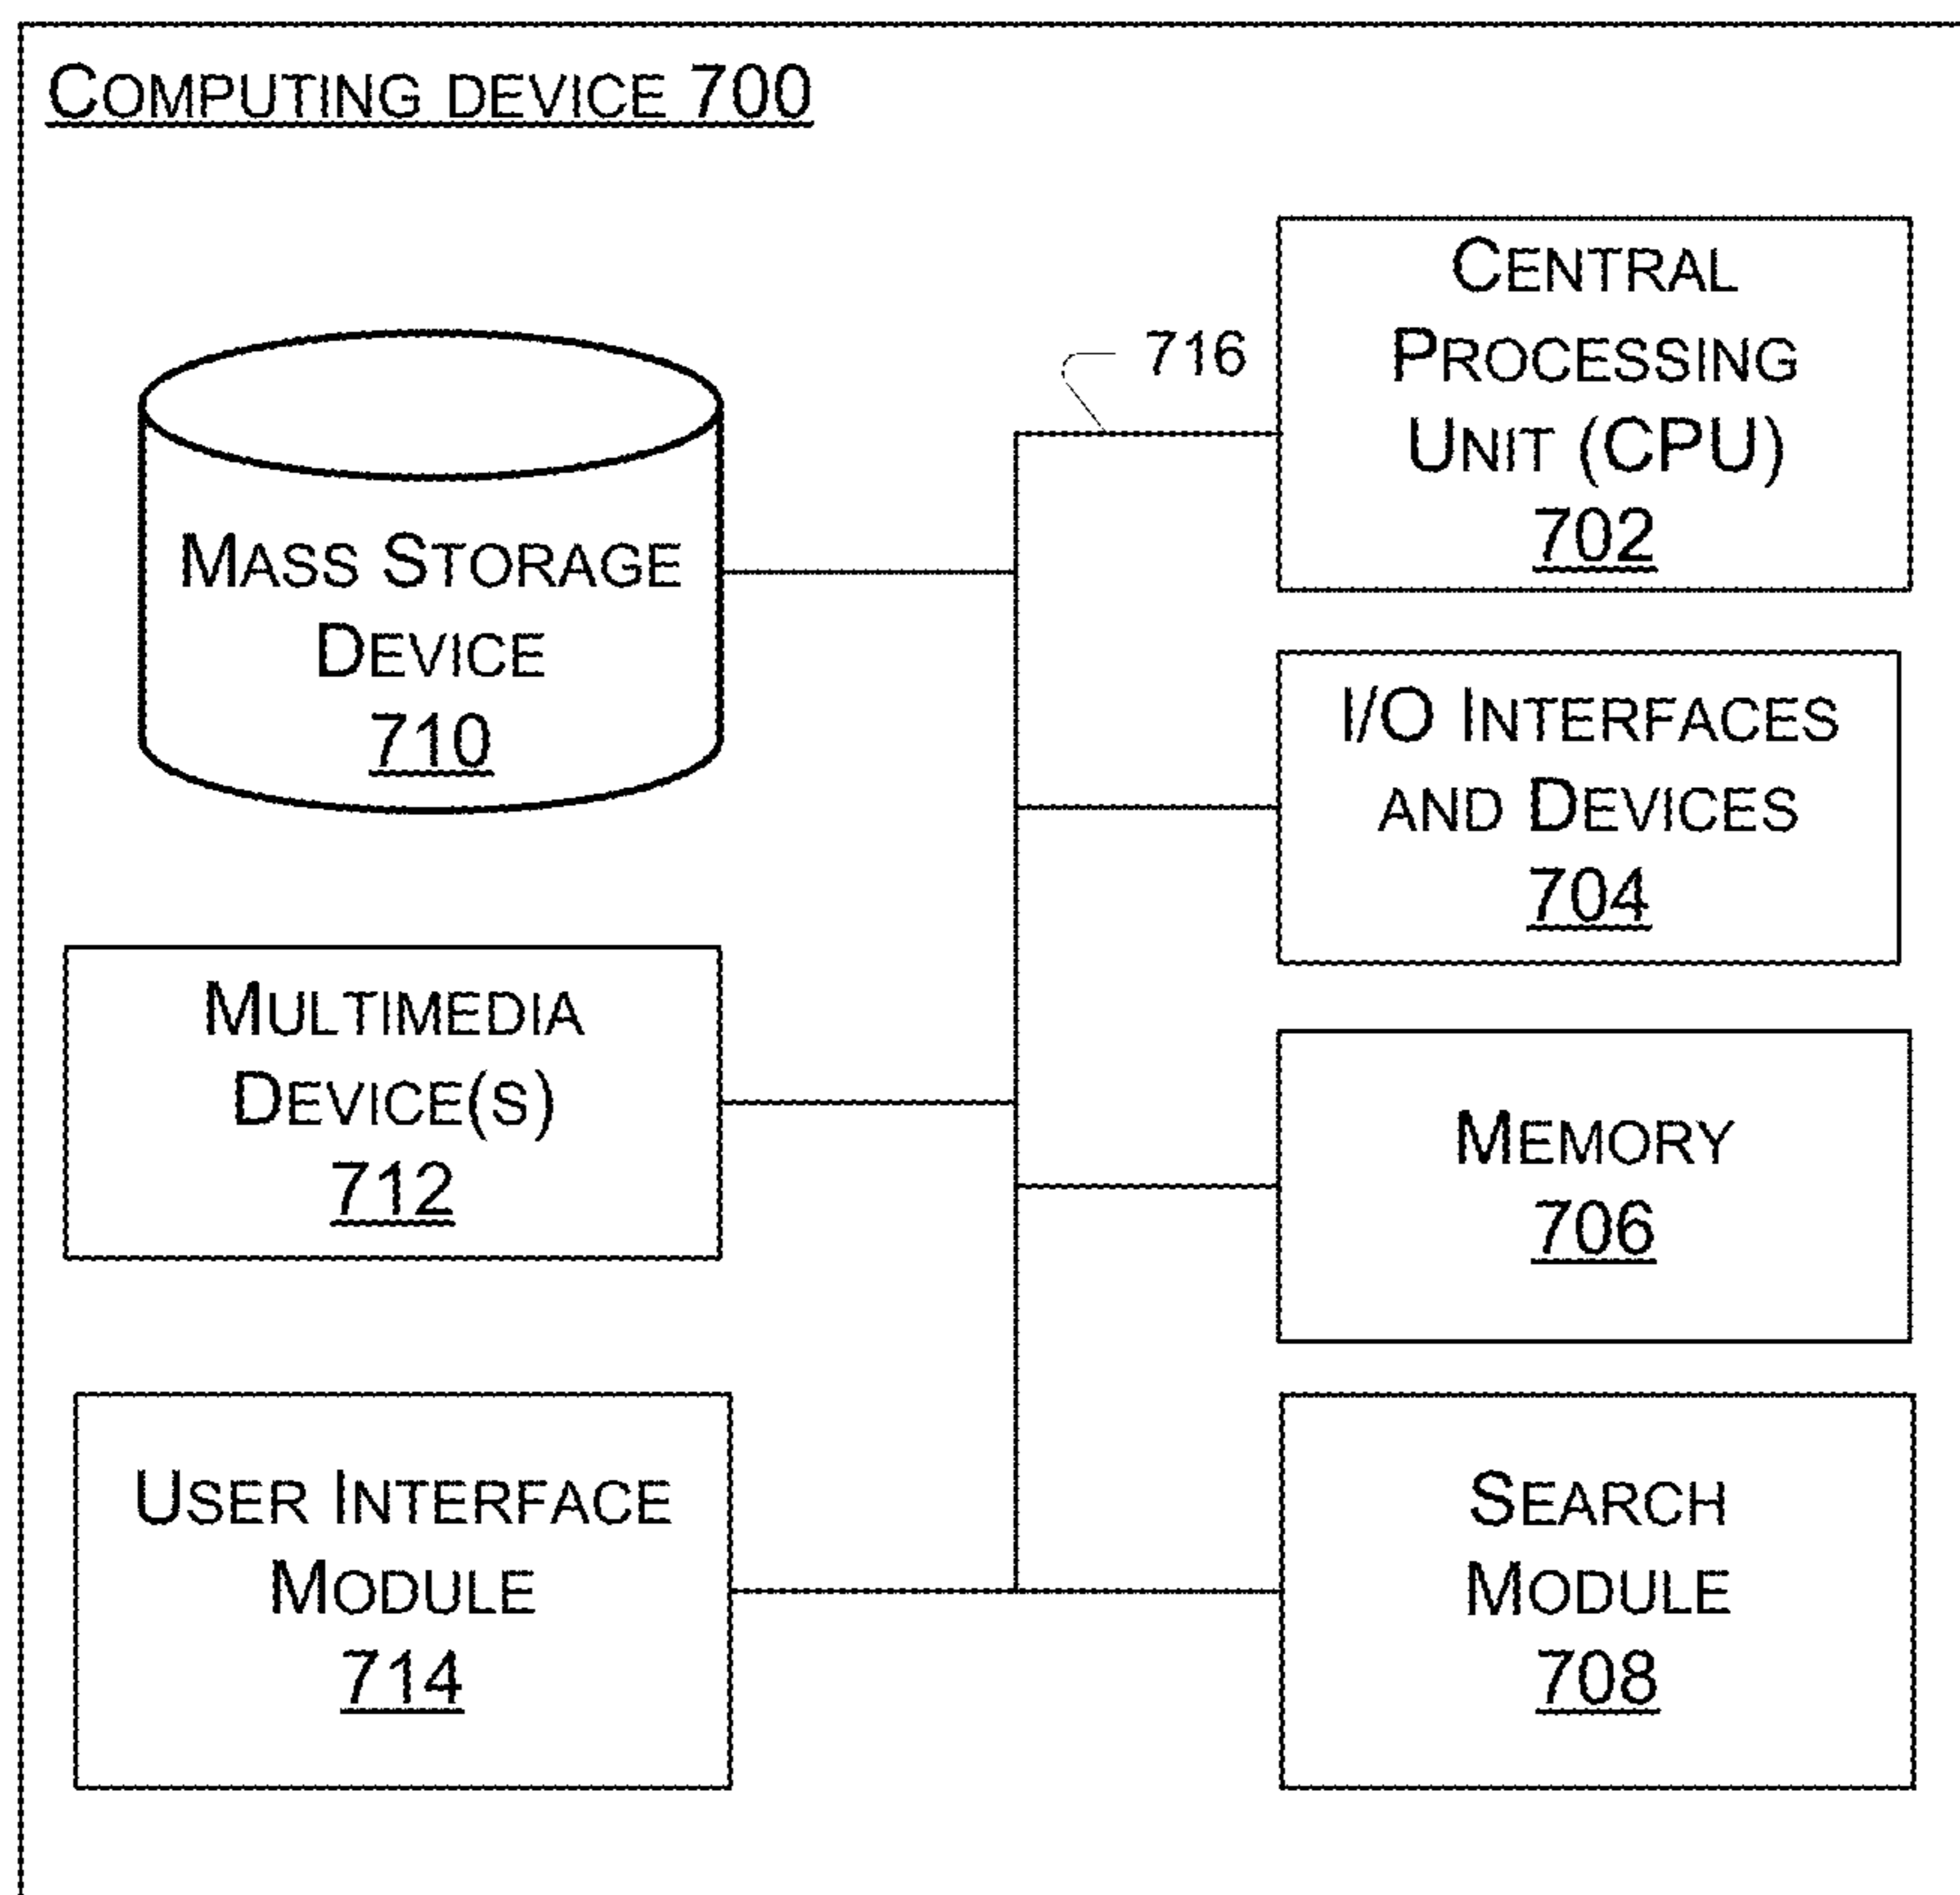 COMPUTING DEVICE 700
CENTRAL
PROCESSING
UNIT (CPU)
702
716
MASS STORAGE
DEVICE
710
I/O INTERFACES
AND DEVICES
704
MULTIMEDIA
DEVICE(S)
712
MEMORY
706
USER INTERFACE
MODULE
714
SEARCH
MODULE
708